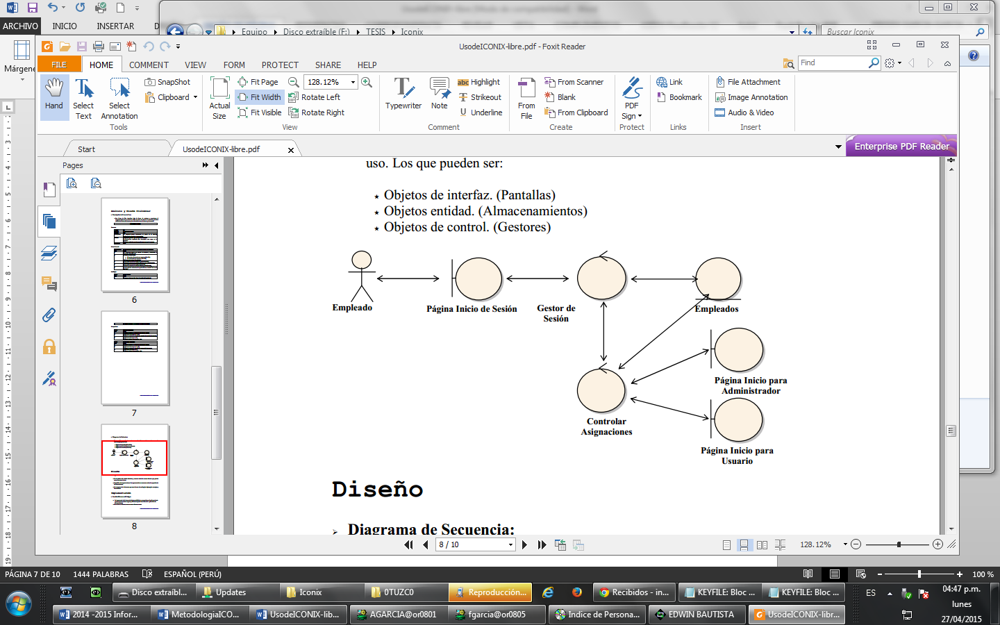 ARCHIVO INICIO INSERTAR
Equipo Disco extraíble (F:) TESIS Iconix
Buscar Iconix
Márgene
UsodeICONIX-libre.pdf - Foxit Reader
FILE HOME COMMENT VIEW FORM PROTECT SHARE HELP
Find
Hand
Select
Text
Select
Annotation
SnapShot
Clipboard
Tools
Actual
Size
Fit Page
Fit Width
Fit Visible
128.12%
Rotate Left
Rotate Right
View
Typewriter
Note
Highlight
Strikeout
Underline
Comment
From
File
From Scanner
Blank
From Clipboard
Create
PDF
Sign
Protect
Link
Bookmark
Links
File Attachment
Image Annotation
Audio & Video
Insert
Start
UsodeICONIX-libre.pdf
Enterprise PDF Reader
Pages
6
7
8
uso. Los que pueden ser:
Objetos de interfaz. (Pantallas)
Objetos entidad. (Almacenamientos)
Objetos de control. (Gestores)
Empleado
Página Inicio de Sesión
Gestor de
Sesión
Empleados
Página Inicio para
Administrador
Controlar
Asignaciones
Página Inicio para
Usuario
Diseño
Diagrama de Secuencia:
8 / 10
128.12%
PÁGINA 7 DE 10 1444 PALABRAS ESPAÑOL (PERÚ)
100 %
Disco extraíbl... Updates Iconix 0TUZC0 Reproducción... Recibidos - in... KEYFILE: Bloc ... KEYFILE: Bloc ...
2014 -2015 Infor... MetodologiaICO... UsodeICONIX-lib... AGARCIA@or0801 fgarcia@or0805 Indice de Persona... EDWIN BAUTISTA UsodeICONIX-libr...
ES
04:47 p.m.
lunes
27/04/2015